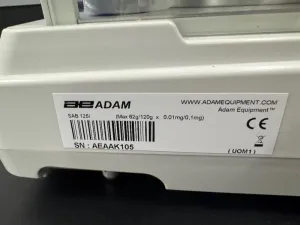 ae ADAM
WWW.ADAMEQUIPMENT.COM
Adam Equipment™
SAB 125i (Max 82g/120g x 0.01mg/0.1mg)
SN : AEAAK105
CE
(UOM1)